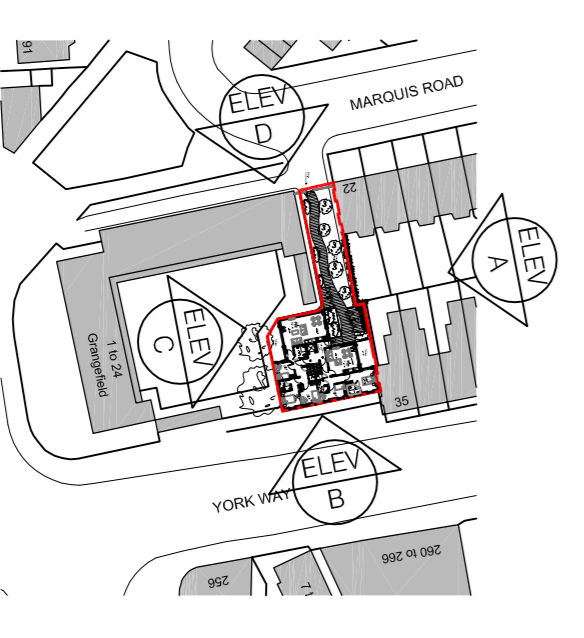 91
ELEV
D
MARQUIS ROAD
22
ELEV
A
1 to 24
Grangefield
ELEV
C
35
ELEV
B
YORK WAY
256
260 to 266